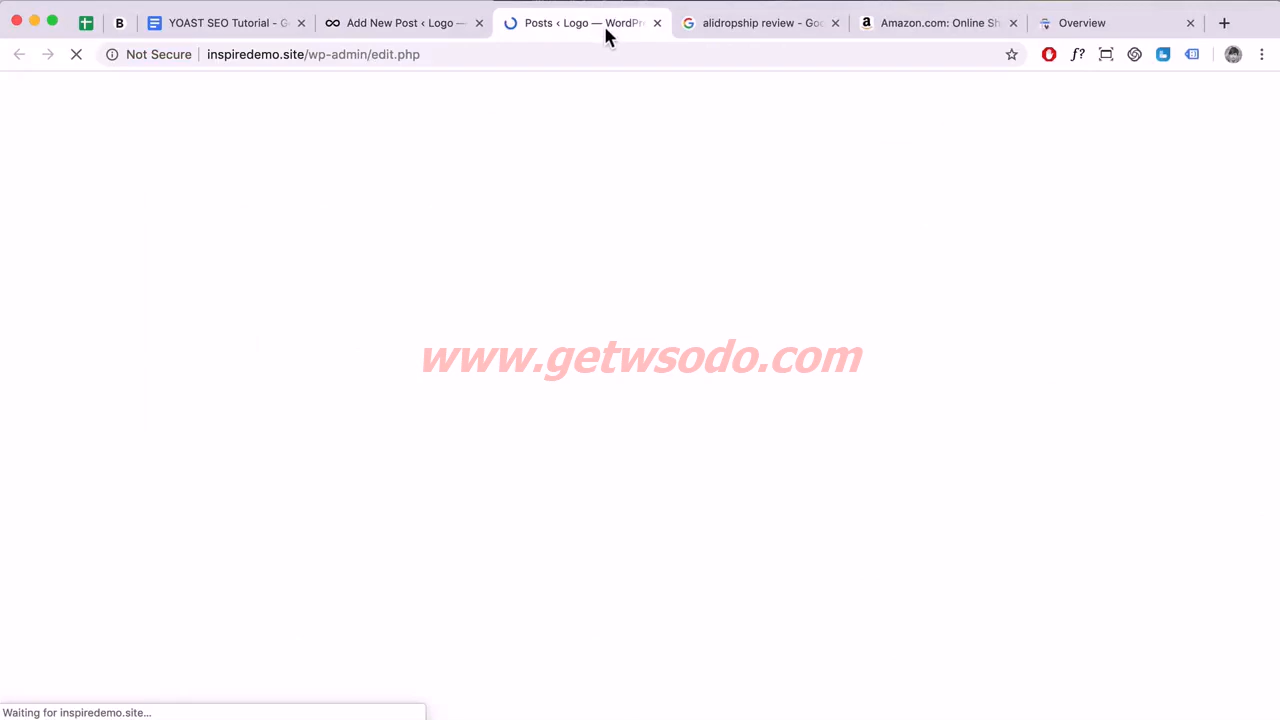 YOAST SEO Tutorial - G
Add New Post ‹ Logo —
Posts ‹ Logo — WordPr
alidropship review - Goo
Amazon.com: Online Sh
Overview
Not Secure
inspiredemo.site/wp-admin/edit.php
f?
www.getwsodo.com
Waiting for inspiredemo.site...